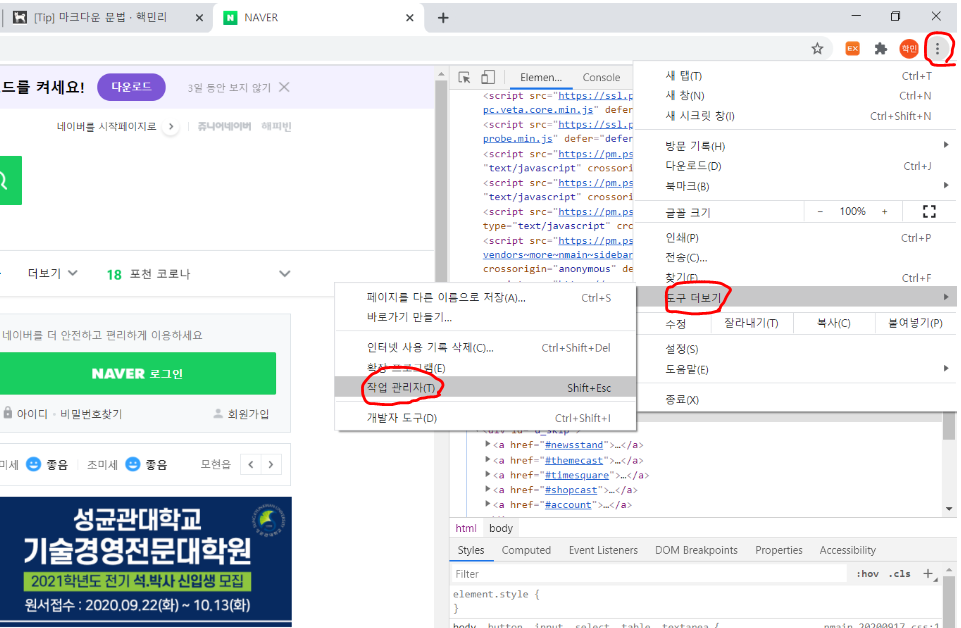 [Tip] 마크다운 문법 · 핵민리
NAVER
EX
학민
드를 켜세요!
다운로드
3일 동안 보지 않기
네이버를 시작페이지로
쥬니어네이버
해피빈
더보기
18 포천 코로나
네이버를 더 안전하고 편리하게 이용하세요
NAVER 로그인
아이디 · 비밀번호찾기
회원가입
미세 좋음
초미세 좋음
모현읍
성균관대학교
기술경영전문대학원
2021학년도 전기 석.박사 신입생 모집
원서접수 : 2020.09.22(화) ~ 10.13(화)
Elemen...
Console
<script src="https://ssl.p
pc.veta.core.min.js" defer
<script src="https://ssl.p
probe.min.js" defer="defer
<script src="https://pm.ps
"text/javascript" crossori
<script src="https://pm.ps
"text/javascript" crossori
<script src="https://pm.ps
type="text/javascript" cro
<script src="https://pm.ps
vendors~more~nmain~sidebar
crossorigin="anonymous" de
새 탭(T) Ctrl+T
새 창(N) Ctrl+N
새 시크릿 창(I) Ctrl+Shift+N
방문 기록(H)
다운로드(D) Ctrl+J
북마크(B)
글꼴 크기 - 100% +
인쇄(P) Ctrl+P
전송(C)...
찾기(F)... Ctrl+F
도구 더보기
수정 잘라내기(T) 복사(C) 붙여넣기(P)
설정(S)
도움말(E)
종료(X)
페이지를 다른 이름으로 저장(A)... Ctrl+S
바로가기 만들기...
인터넷 사용 기록 삭제(C)... Ctrl+Shift+Del
확장 프로그램(E)
작업 관리자(T) Shift+Esc
개발자 도구(D) Ctrl+Shift+I
<div id="u_skip">
<a href="#newsstand">…</a>
<a href="#themecast">…</a>
<a href="#timesquare">…</a>
<a href="#shopcast">…</a>
<a href="#account">…</a>
html body
Styles Computed Event Listeners DOM Breakpoints Properties Accessibility
Filter :hov .cls +
element.style {
}
body, button, input, select, table, textarea { nmain_20200917.css:1